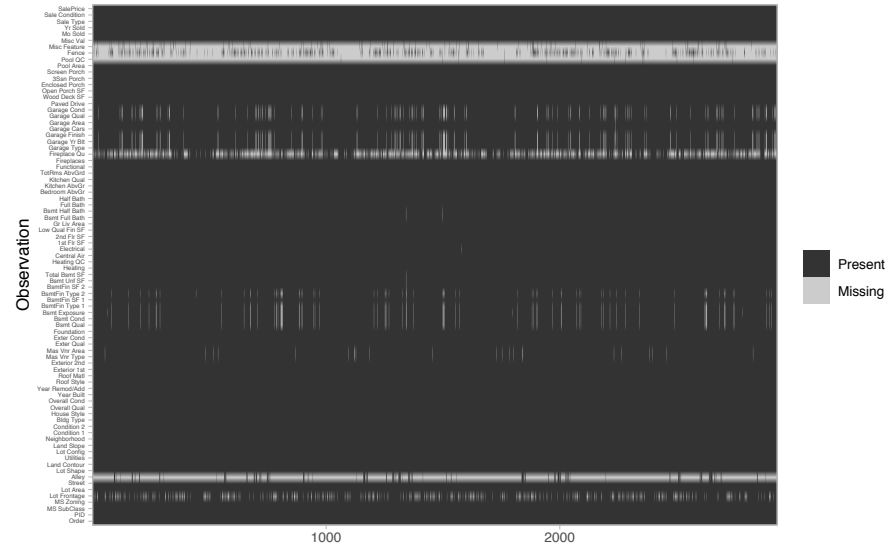 SalePrice
Sale Condition
Sale Type
Yr Sold
Mo Sold
Misc Val
Misc Feature
Fence
Pool QC
Pool Area
Screen Porch
3Ssn Porch
Enclosed Porch
Open Porch SF
Wood Deck SF
Paved Drive
Garage Cond
Garage Qual
Garage Area
Garage Cars
Garage Finish
Garage Yr Blt
Garage Type
Fireplace Qu
Fireplaces
Functional
TotRms AbvGrd
Kitchen Qual
Kitchen AbvGr
Bedroom AbvGr
Half Bath
Full Bath
Bsmt Half Bath
Bsmt Full Bath
Gr Liv Area
Low Qual Fin SF
2nd Flr SF
1st Flr SF
Electrical
Central Air
Heating QC
Heating
Total Bsmt SF
Bsmt Unf SF
BsmtFin SF 2
BsmtFin Type 2
BsmtFin SF 1
BsmtFin Type 1
Bsmt Exposure
Bsmt Cond
Bsmt Qual
Foundation
Exter Cond
Exter Qual
Mas Vnr Area
Mas Vnr Type
Exterior 2nd
Exterior 1st
Roof Matl
Roof Style
Year Remod/Add
Year Built
Overall Cond
Overall Qual
House Style
Bldg Type
Condition 2
Condition 1
Neighborhood
Land Slope
Lot Config
Utilities
Land Contour
Lot Shape
Alley
Street
Lot Area
Lot Frontage
MS Zoning
MS SubClass
PID
Order
Observation
1000
2000
Present
Missing